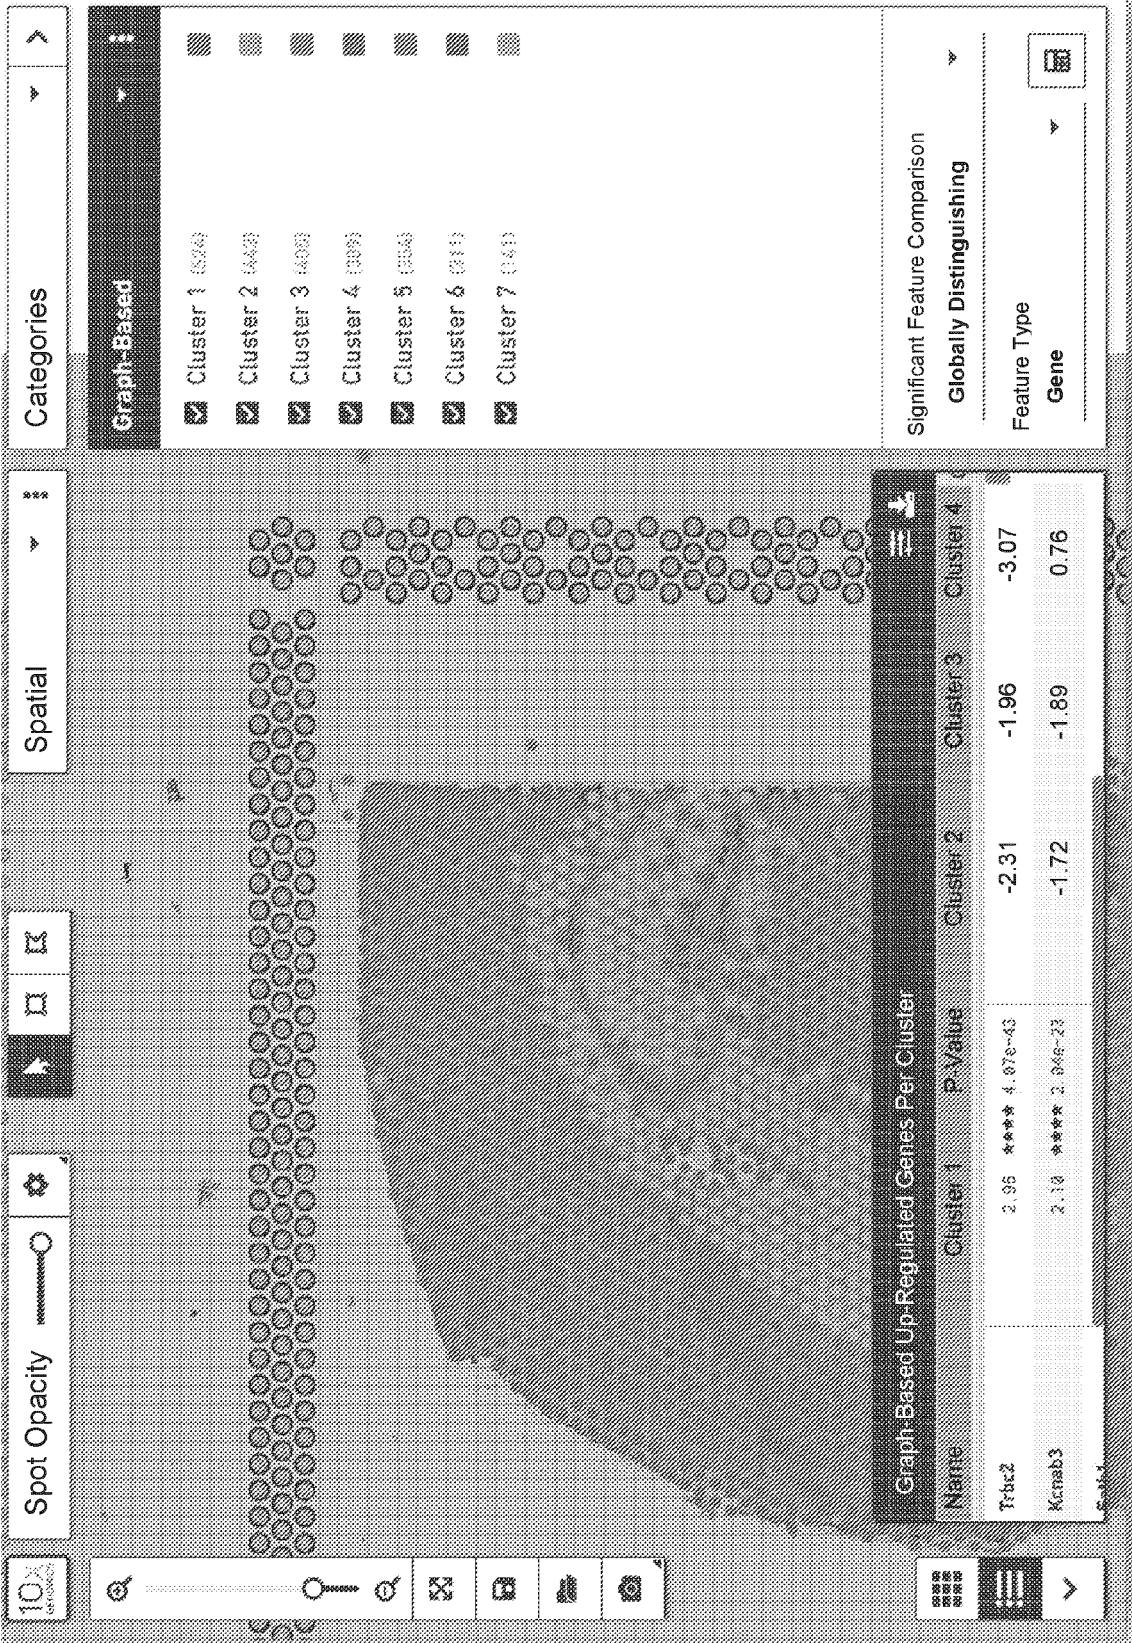 10X
GENOMICS
Spot Opacity
Spatial
Categories
Graph-Based
Cluster 1
Cluster 2
Cluster 3
Cluster 4
Cluster 5
Cluster 6
Cluster 7
Graph-Based Up-Regulated Genes Per Cluster
Name Cluster 1 P-Value Cluster 2 Cluster 3 Cluster 4
2.96 **** 4.07e-43 -2.31 -1.96 -3.07
Kcnab3 2.10 **** -1.72 -1.89 0.76
Significant Feature Comparison
Globally Distinguishing
Feature Type
Gene